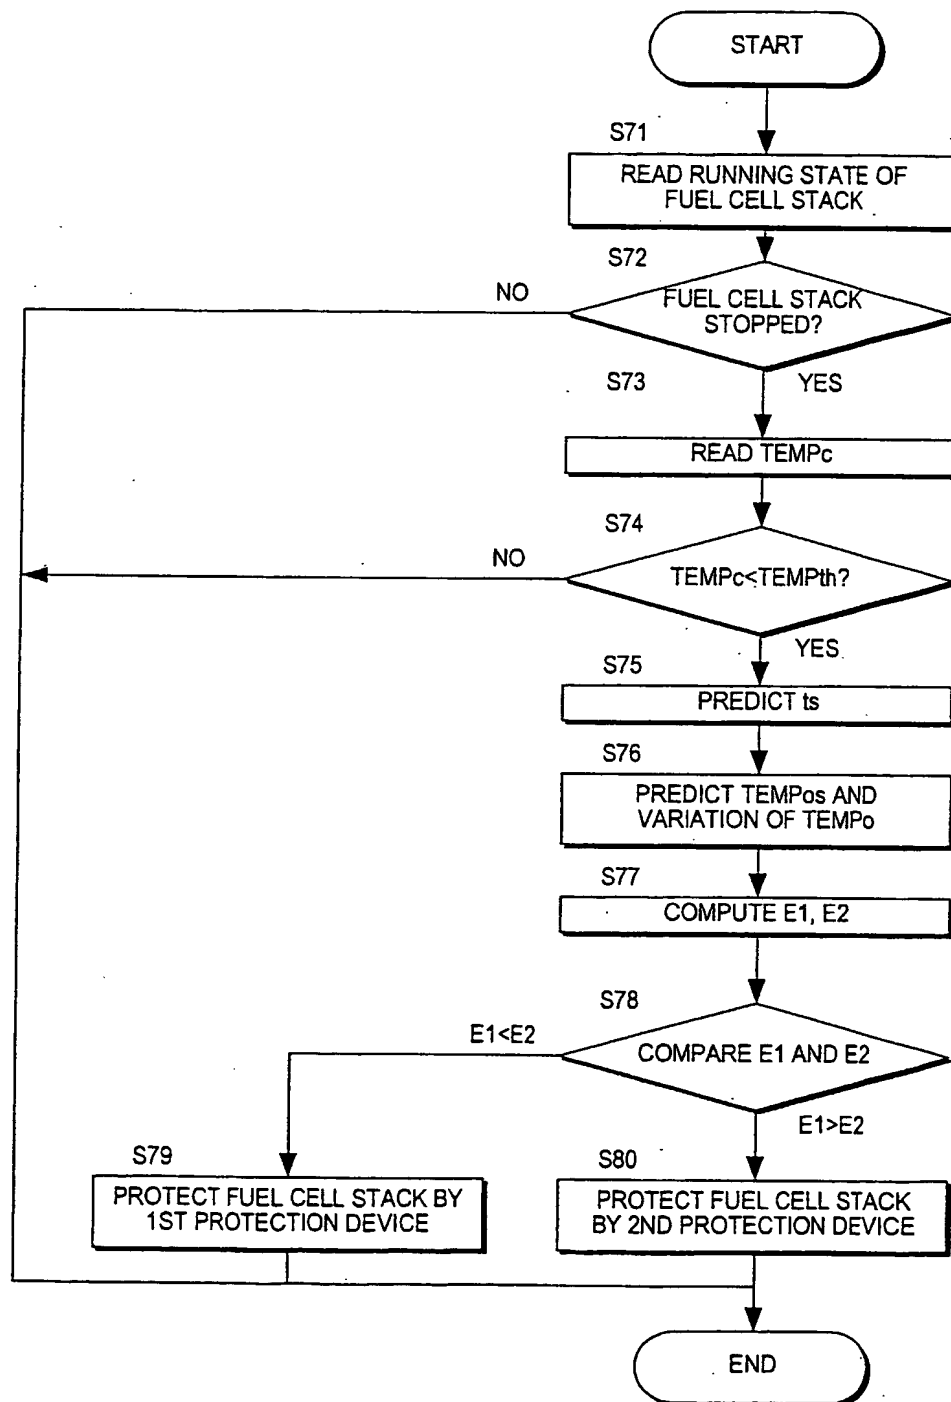 START
S71
READ RUNNING STATE OF
FUEL CELL STACK
S72
NO
FUEL CELL STACK
STOPPED?
S73
YES
READ TEMPc
S74
NO
TEMPc<TEMPth?
YES
S75
PREDICT ts
S76
PREDICT TEMPos AND
VARIATION OF TEMPo
S77
COMPUTE E1, E2
S78
E1<E2
COMPARE E1 AND E2
E1>E2
S79
S80
PROTECT FUEL CELL STACK BY
1ST PROTECTION DEVICE
PROTECT FUEL CELL STACK
BY 2ND PROTECTION DEVICE
END